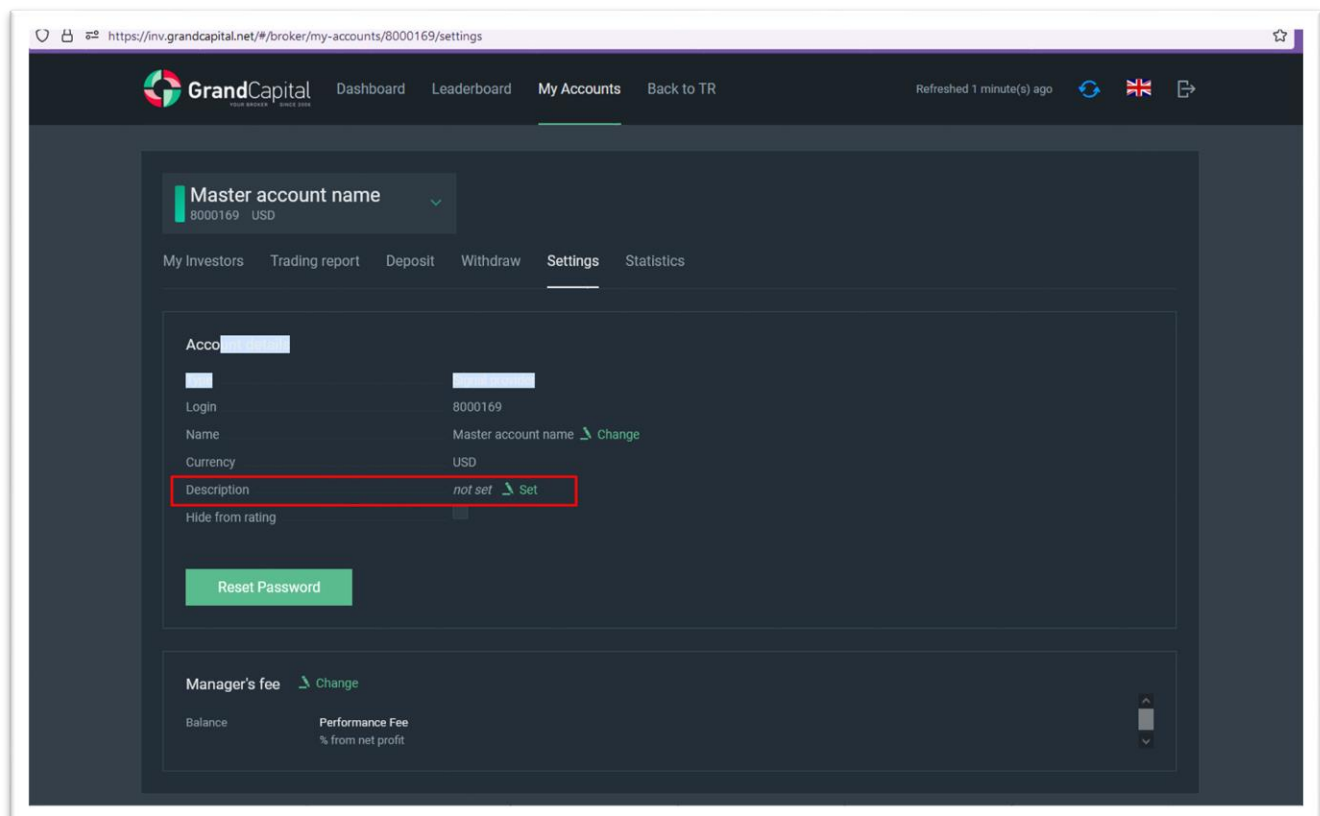 https://inv.grandcapital.net/#/broker/my-accounts/8000169/settings
GrandCapital Dashboard Leaderboard My Accounts Back to TR Refreshed 1 minute(s) ago
YOUR BROKER SINCE 2006
Master account name
8000169 USD
My Investors Trading report Deposit Withdraw Settings Statistics
Account details
Login 8000169
Name Master account name Change
Currency USD
Description not set Set
Hide from rating
Reset Password
Manager's fee Change
Balance Performance Fee
% from net profit